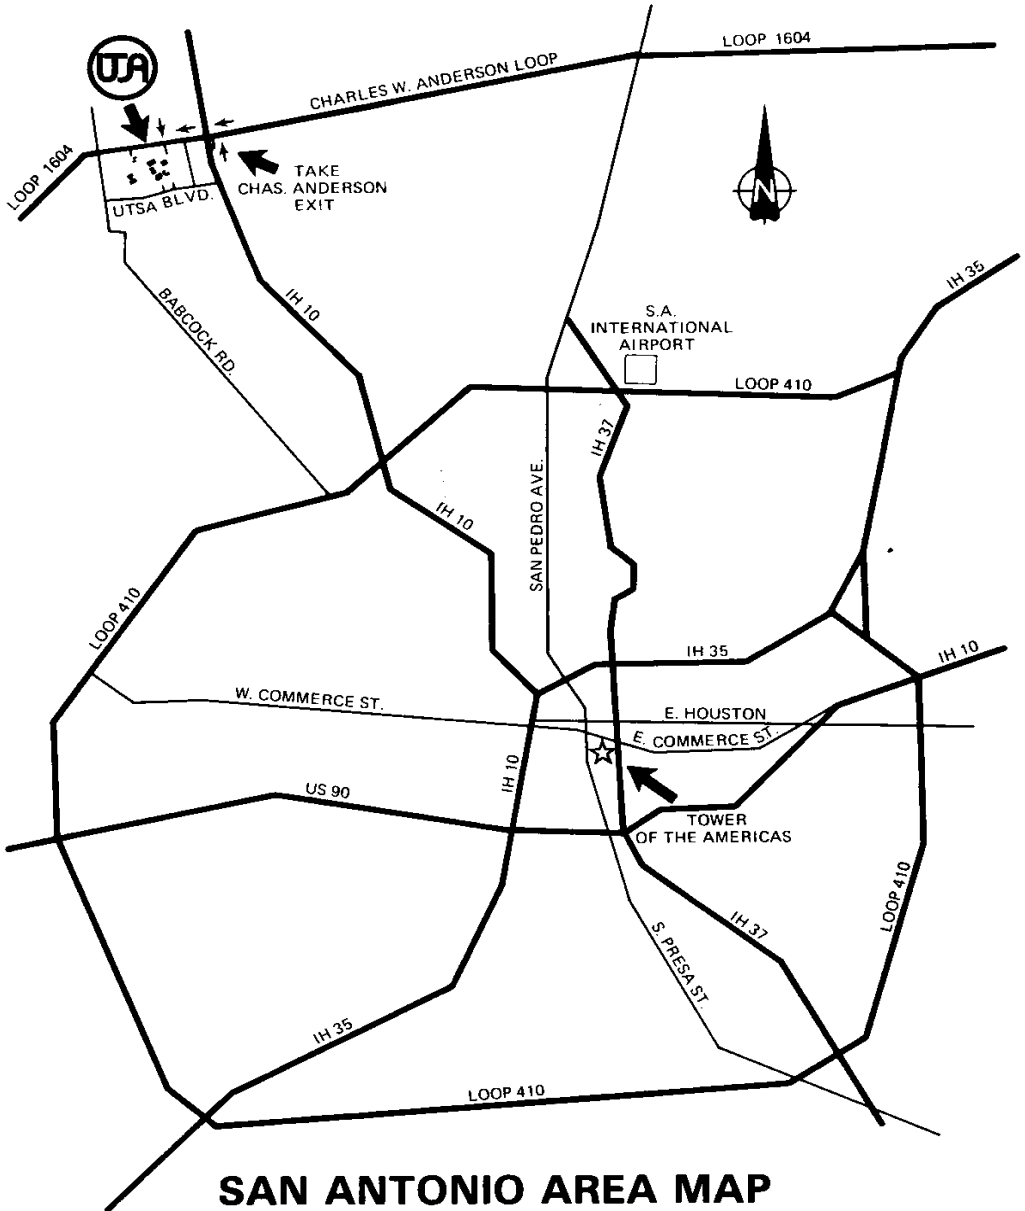 UTSA
LOOP 1604
CHARLES W. ANDERSON LOOP
LOOP 1604
TAKE
CHAS. ANDERSON
EXIT
UTSA BLVD.
N
BABCOCK RD.
IH 10
S.A.
INTERNATIONAL
AIRPORT
IH 35
LOOP 410
IH 37
SAN PEDRO AVE.
IH 10
LOOP 410
IH 35
IH 10
W. COMMERCE ST.
E. HOUSTON
E. COMMERCE ST.
IH 10
US 90
TOWER
OF THE AMERICAS
LOOP 410
IH 37
S. PRESA ST.
IH 35
LOOP 410
SAN ANTONIO AREA MAP